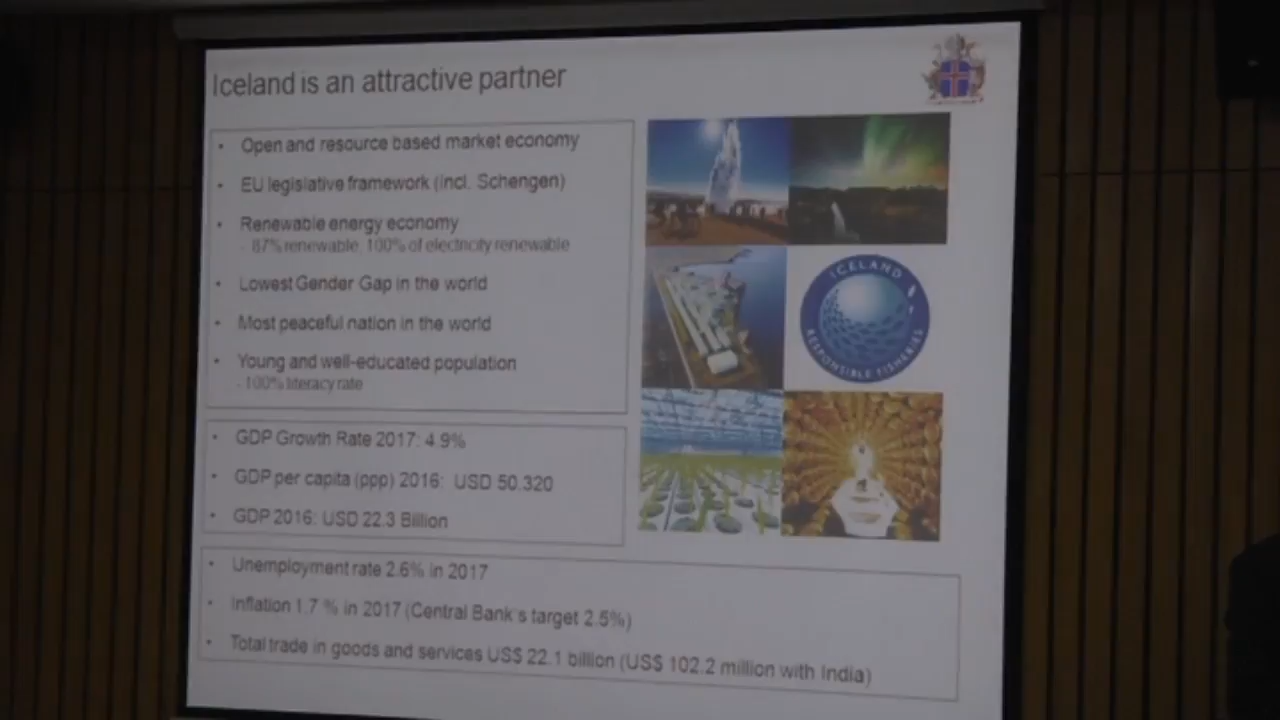 Iceland is an attractive partner
• Open and resource based market economy
• EU legislative framework (incl. Schengen)
• Renewable energy economy
- 87% renewable, 100% of electricity renewable
• Lowest Gender Gap in the world
• Most peaceful nation in the world
• Young and well-educated population
- 100% literacy rate
• GDP Growth Rate 2017: 4.9%
• GDP per capita (ppp) 2016: USD 50.320
• GDP 2016: USD 22.3 Billion
• Unemployment rate 2.6% in 2017
• Inflation 1.7 % in 2017 (Central Bank's target 2.5%)
• Total trade in goods and services US$ 22.1 billion (US$ 102.2 million with India)
ICELAND
RESPONSIBLE FISHERIES